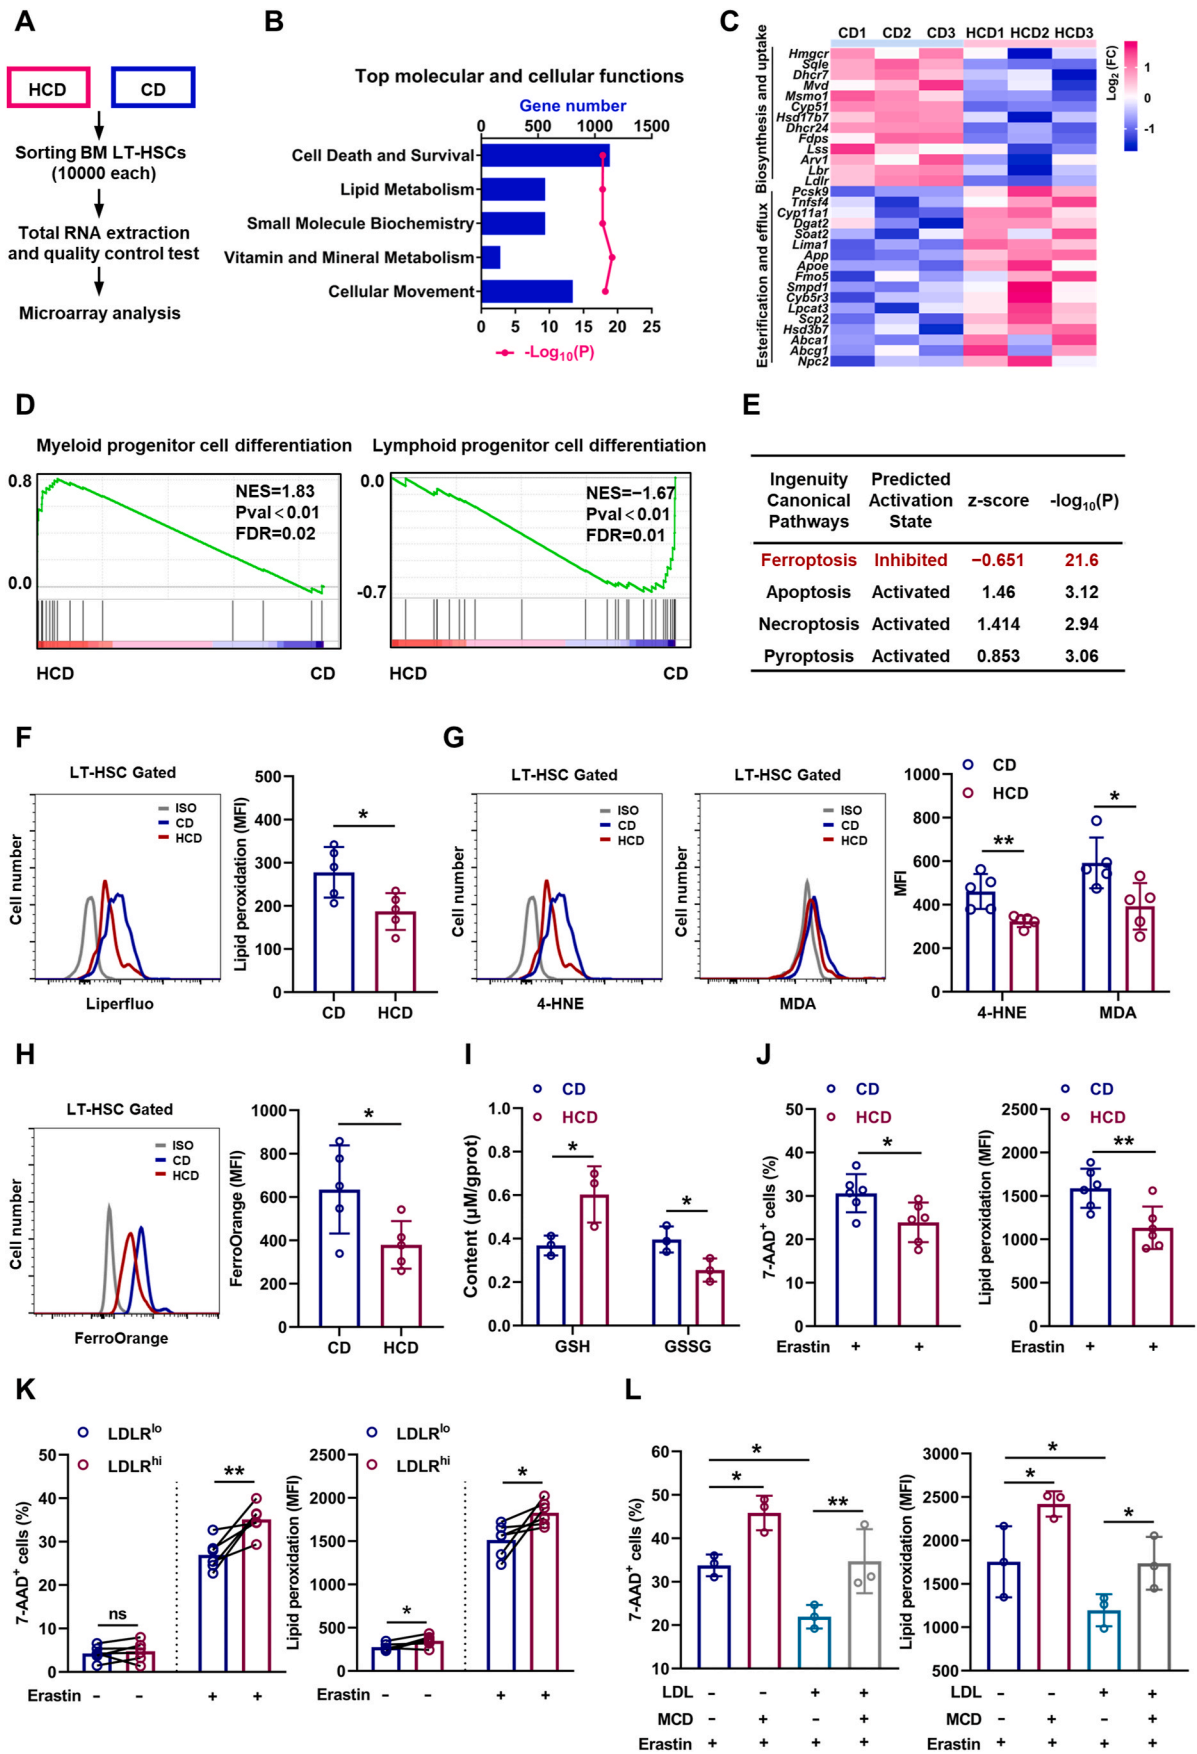 A
HCD
CD
Sorting BM LT-HSCs
(10000 each)
Total RNA extraction
and quality control test
Microarray analysis
B
Top molecular and cellular functions
Gene number
0 500 1000 1500
Cell Death and Survival
Lipid Metabolism
Small Molecule Biochemistry
Vitamin and Mineral Metabolism
Cellular Movement
0 5 10 15 20 25
-Log10(P)
C
CD1 CD2 CD3 HCD1 HCD2 HCD3
Biosynthesis and uptake
Hmgcr
Sqle
Dhcr7
Mvd
Msmo1
Cyp51
Hsd17b7
Dhcr24
Fdps
Lss
Arv1
Lbr
Ldlr
Esterification and efflux
Pcsk9
Tnfsf4
Cyp11a1
Dgat2
Soat2
Lima1
App
Apoe
Fmo5
Smpd1
Cyb5r3
Lpcat3
Scp2
Hsd3b7
Abca1
Abcg1
Npc2
Log2 (FC)
1
0
-1
D
Myeloid progenitor cell differentiation
0.8
0.0
NES=1.83
Pval<0.01
FDR=0.02
HCD CD
Lymphoid progenitor cell differentiation
0.0
-0.7
NES=−1.67
Pval<0.01
FDR=0.01
HCD CD
E
Ingenuity Canonical Pathways Predicted Activation State z-score -log10(P)
Ferroptosis Inhibited −0.651 21.6
Apoptosis Activated 1.46 3.12
Necroptosis Activated 1.414 2.94
Pyroptosis Activated 0.853 3.06
F
LT-HSC Gated
Cell number
ISO
CD
HCD
Liperfluo
Lipid peroxidation (MFI)
500
400
300
200
100
0
*
CD HCD
G
LT-HSC Gated
Cell number
ISO
CD
HCD
4-HNE
LT-HSC Gated
Cell number
ISO
CD
HCD
MDA
CD
HCD
MFI
1000
800
600
400
200
0
**
*
4-HNE MDA
H
LT-HSC Gated
Cell number
ISO
CD
HCD
FerroOrange
FerroOrange (MFI)
1000
800
600
400
200
0
*
CD HCD
I
CD
HCD
Content (μM/gprot)
1.0
0.8
0.6
0.4
0.2
0.0
*
*
GSH GSSG
J
CD
HCD
7-AAD+ cells (%)
50
40
30
20
10
0
*
Erastin + +
CD
HCD
Lipid peroxidation (MFI)
2500
2000
1500
1000
500
0
**
Erastin + +
K
LDLRlo
LDLRhi
7-AAD+ cells (%)
50
40
30
20
10
0
ns
**
Erastin - - + +
LDLRlo
LDLRhi
Lipid peroxidation (MFI)
2500
2000
1500
1000
500
0
*
*
- - + +
L
7-AAD+ cells (%)
60
50
40
30
20
10
*
*
**
LDL - - + +
MCD - + - +
Erastin + + + +
Lipid peroxidation (MFI)
3000
2500
2000
1500
1000
500
*
*
*
LDL - - + +
MCD - + - +
Erastin + + + +